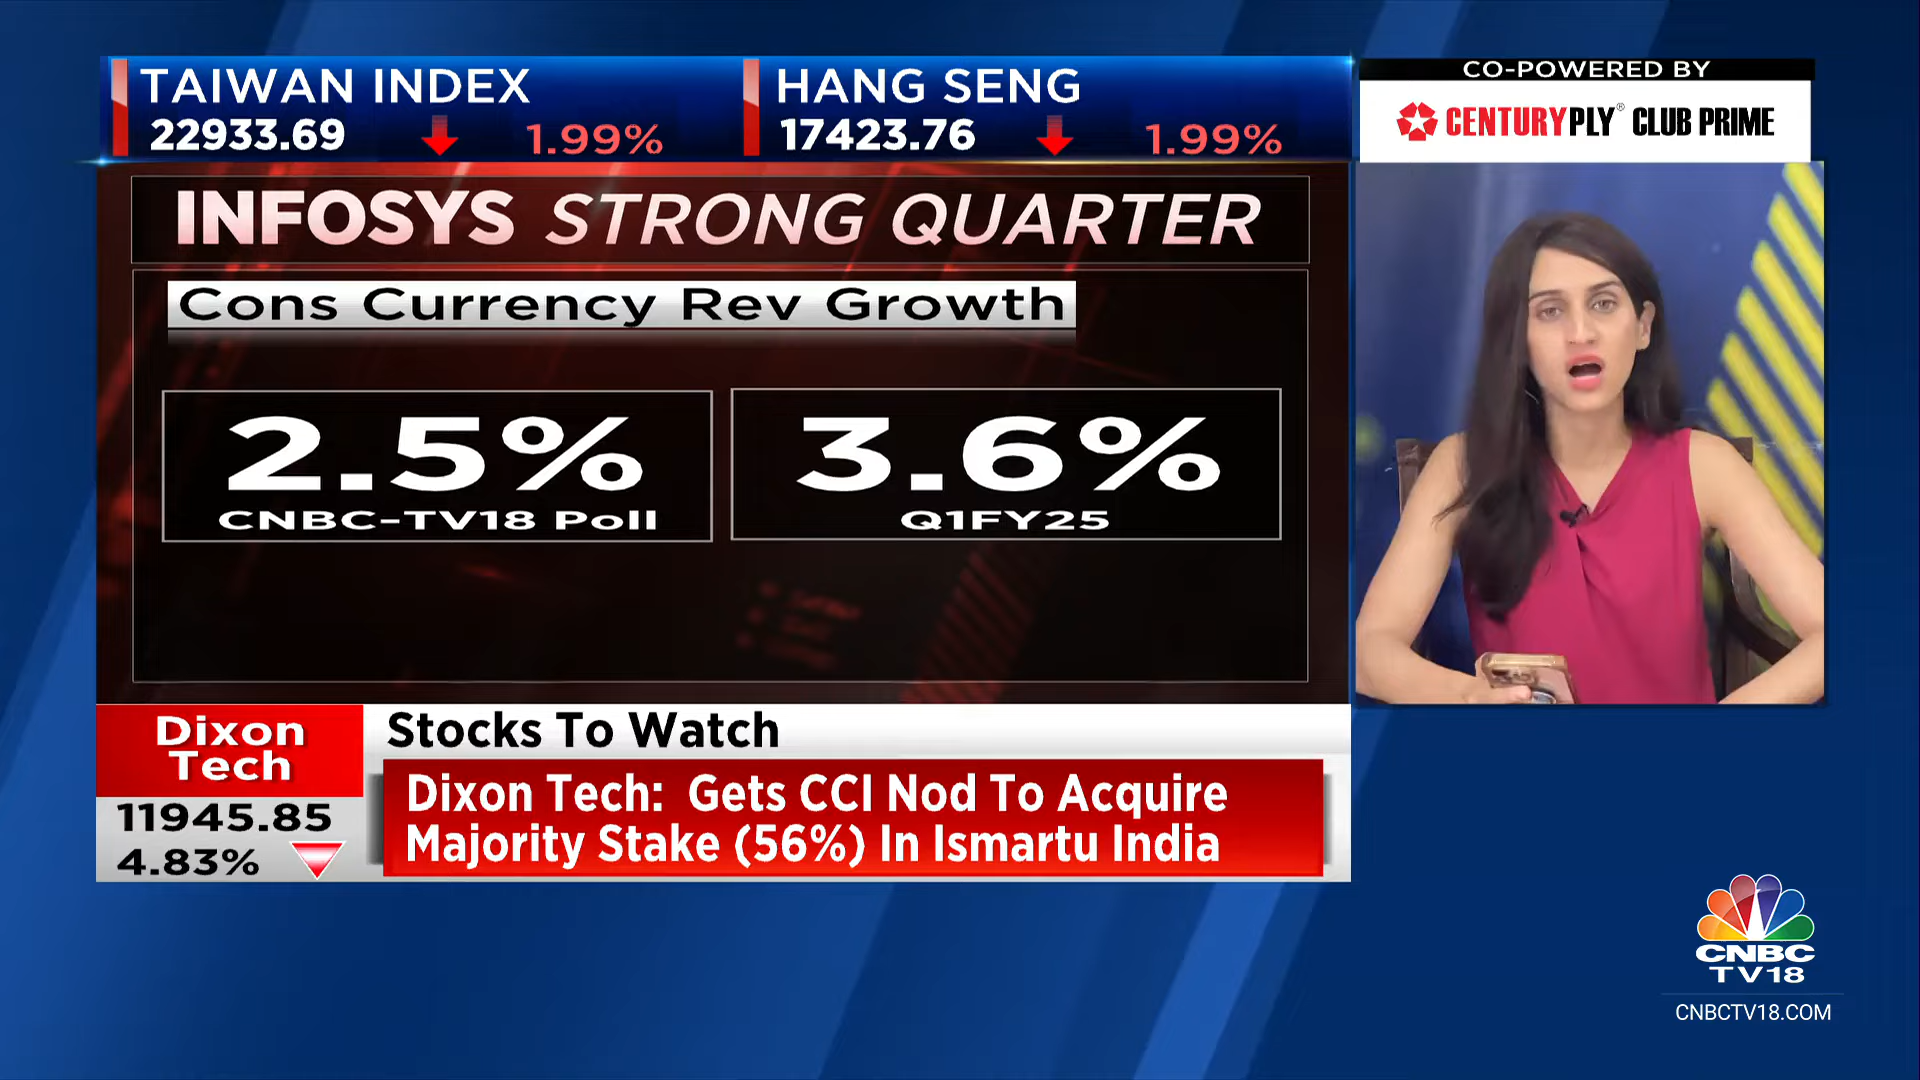 TAIWAN INDEX
22933.69 1.99%
HANG SENG
17423.76 1.99%
CO-POWERED BY
CENTURYPLY® CLUB PRIME
INFOSYS STRONG QUARTER
Cons Currency Rev Growth
2.5%
CNBC-TV18 Poll
3.6%
Q1FY25
Dixon
Tech
11945.85
4.83%
Stocks To Watch
Dixon Tech: Gets CCI Nod To Acquire
Majority Stake (56%) In Ismartu India
CNBC
TV18
CNBCTV18.COM